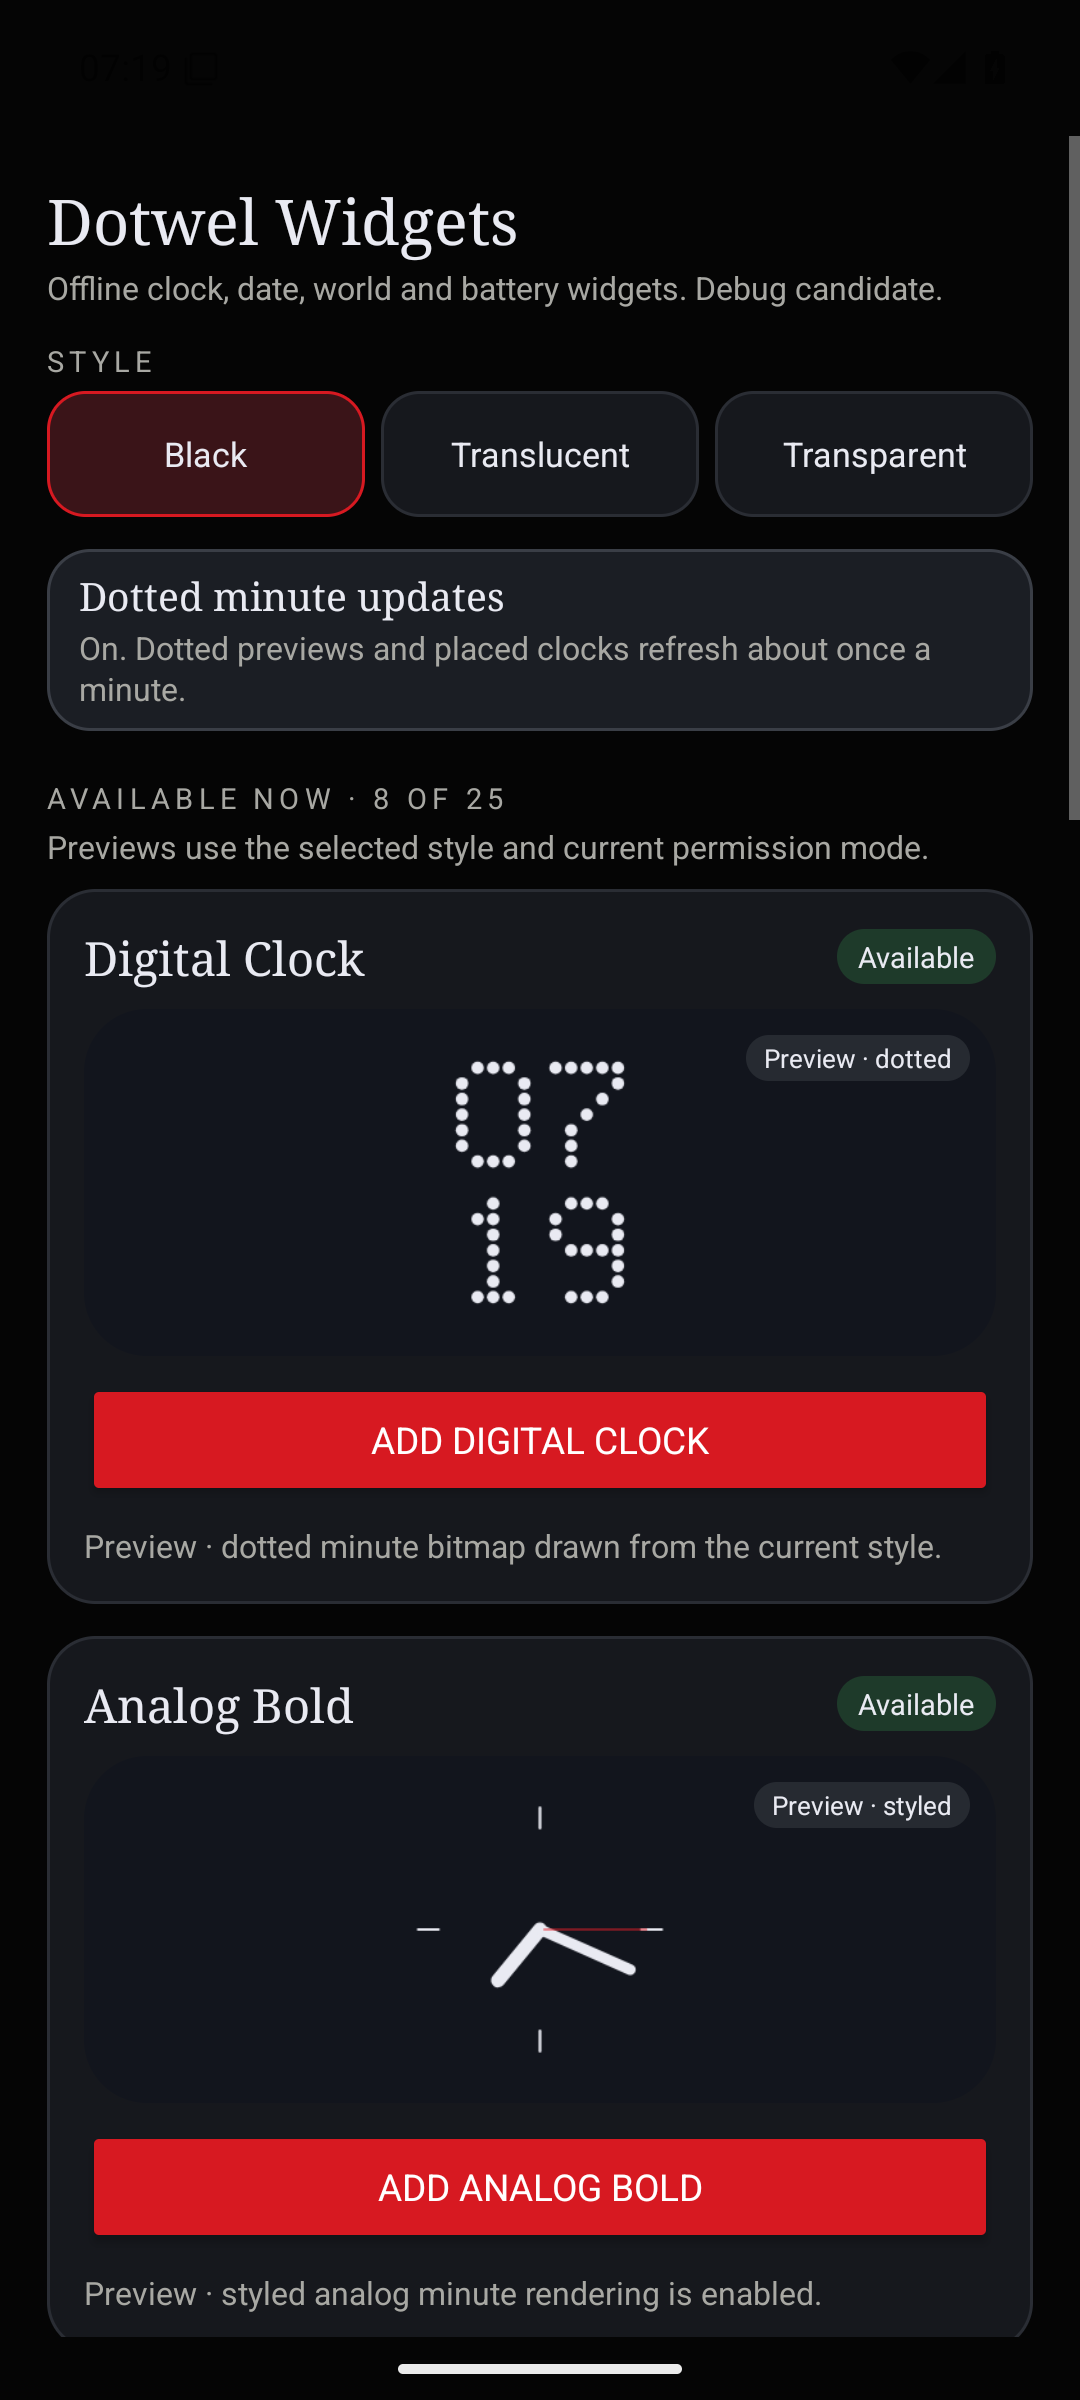 07:19
Dotwel Widgets
Offline clock, date, world and battery widgets. Debug candidate.
STYLE
Black
Translucent
Transparent
Dotted minute updates
On. Dotted previews and placed clocks refresh about once a
minute.
AVAILABLE NOW · 8 OF 25
Previews use the selected style and current permission mode.
Digital Clock
Available
Preview · dotted
07
19
ADD DIGITAL CLOCK
Preview · dotted minute bitmap drawn from the current style.
Analog Bold
Available
Preview · styled
ADD ANALOG BOLD
Preview · styled analog minute rendering is enabled.